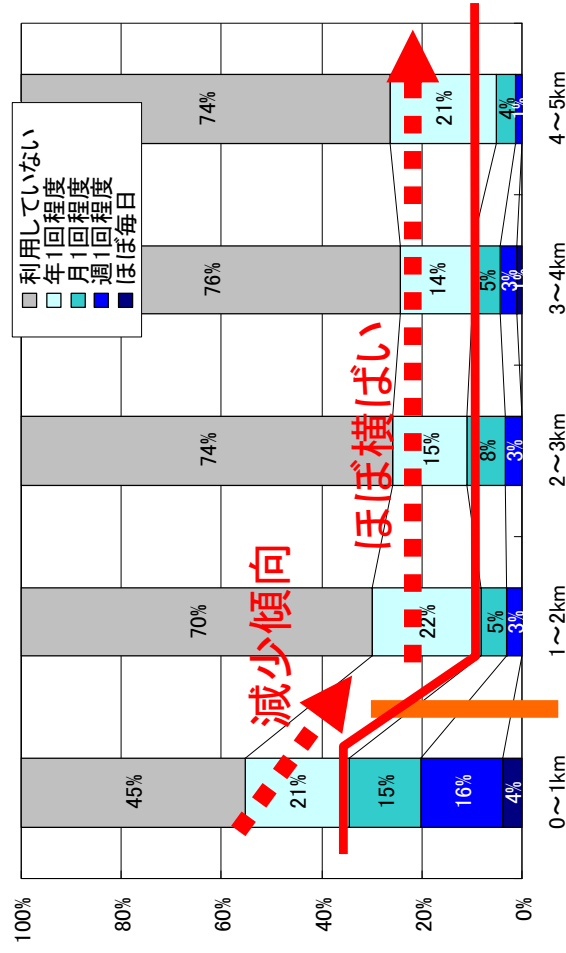 利用していない
年1回程度
月1回程度
週1回程度
ほぼ毎日
100%
80%
60%
40%
20%
0%
45%
21%
15%
16%
4%
70%
22%
5%
3%
74%
15%
8%
3%
76%
14%
5%
3%
1%
74%
21%
4%
1%
減少傾向
ほぼ横ばい
0～1km
1～2km
2～3km
3～4km
4～5km